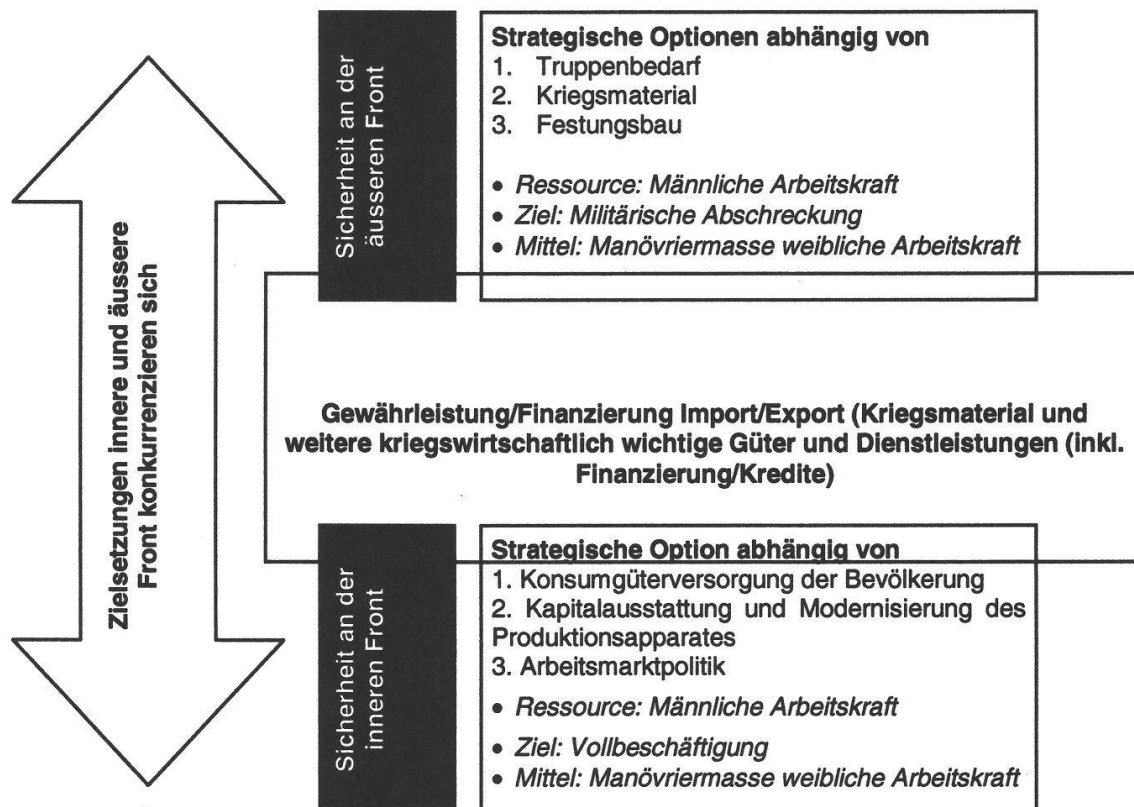 Zielsetzungen innere und äussere
Front konkurrenzieren sich
Sicherheit an der
äusseren Front
Strategische Optionen abhängig von
1. Truppenbedarf
2. Kriegsmaterial
3. Festungsbau
• Ressource: Männliche Arbeitskraft
• Ziel: Militärische Abschreckung
• Mittel: Manövriermasse weibliche Arbeitskraft
Gewährleistung/Finanzierung Import/Export (Kriegsmaterial und
weitere kriegswirtschaftlich wichtige Güter und Dienstleistungen (inkl.
Finanzierung/Kredite)
Sicherheit an der
inneren Front
Strategische Option abhängig von
1. Konsumgüterversorgung der Bevölkerung
2. Kapitalausstattung und Modernisierung des
Produktionsapparates
3. Arbeitsmarktpolitik
• Ressource: Männliche Arbeitskraft
• Ziel: Vollbeschäftigung
• Mittel: Manövriermasse weibliche Arbeitskraft